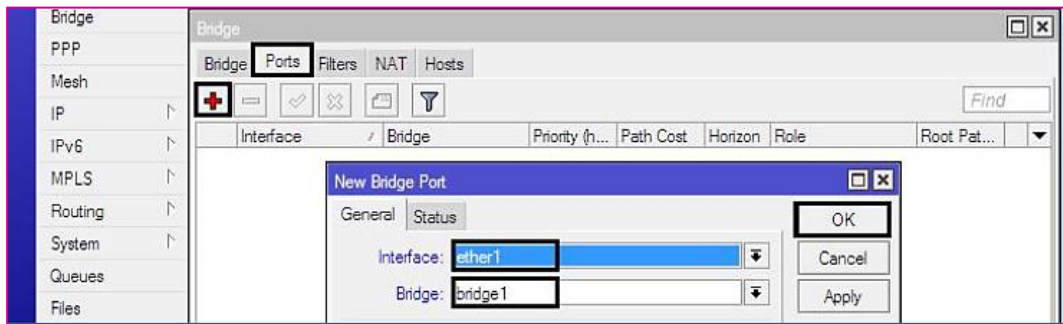 Bridge
PPP
Mesh
IP
IPv6
MPLS
Routing
System
Queues
Files
Bridge
Bridge Ports Filters NAT Hosts
Find
Interface Bridge Priority (h... Path Cost Horizon Role Root Pat...
New Bridge Port
General Status
Interface: ether1
Bridge: bridge1
OK
Cancel
Apply